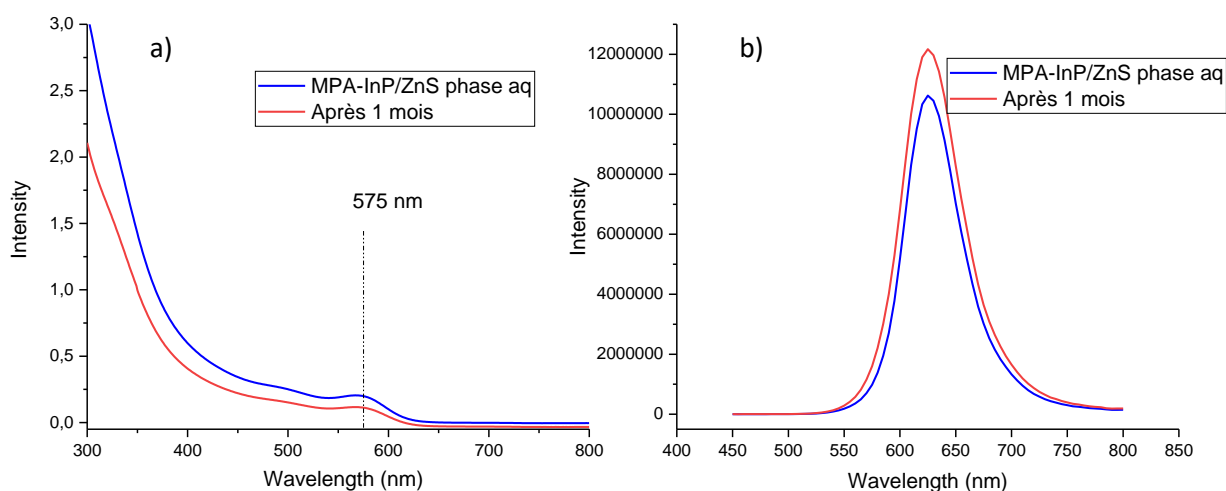 a)
3,0
2,5
2,0
1,5
1,0
0,5
0,0
Intensity
MPA-InP/ZnS phase aq
Après 1 mois
575 nm
300 400 500 600 700 800
Wavelength (nm)
b)
12000000
10000000
8000000
6000000
4000000
2000000
0
Intensity
MPA-InP/ZnS phase aq
Après 1 mois
400 450 500 550 600 650 700 750 800 850
Wavelength (nm)